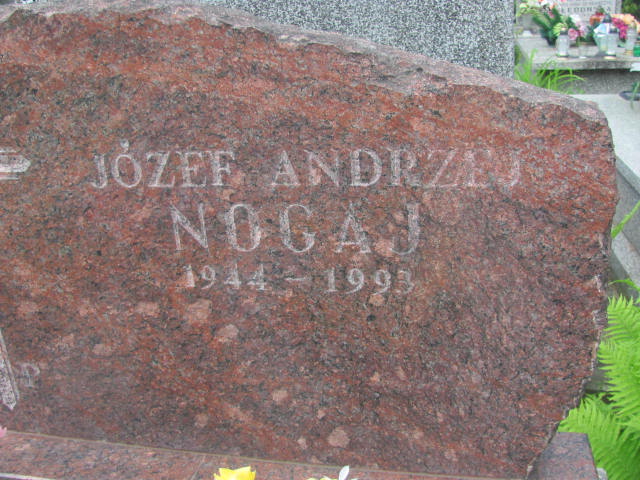 JÓZEF ANDRZEJ
NOGAJ
1944 – 1993
P